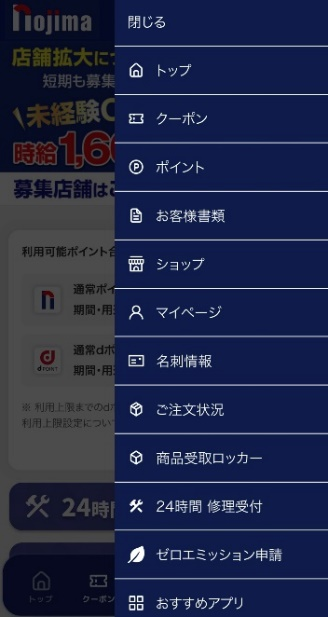 nojima
閉じる
店舗拡大に
トップ
短期も募集
未経験
クーポン
時給1,6
ポイント
募集店舗は
お客様書類
利用可能ポイント
ショップ
通常ポイ
期間・用
マイページ
名刺情報
通常dポ
期間・用
d POINT
ご注文状況
※ 利用上限までのd
利用上限設定につい
商品受取ロッカー
24時間 修理受付
24時
ゼロエミッション申請
トップ
クーポン
おすすめアプリ